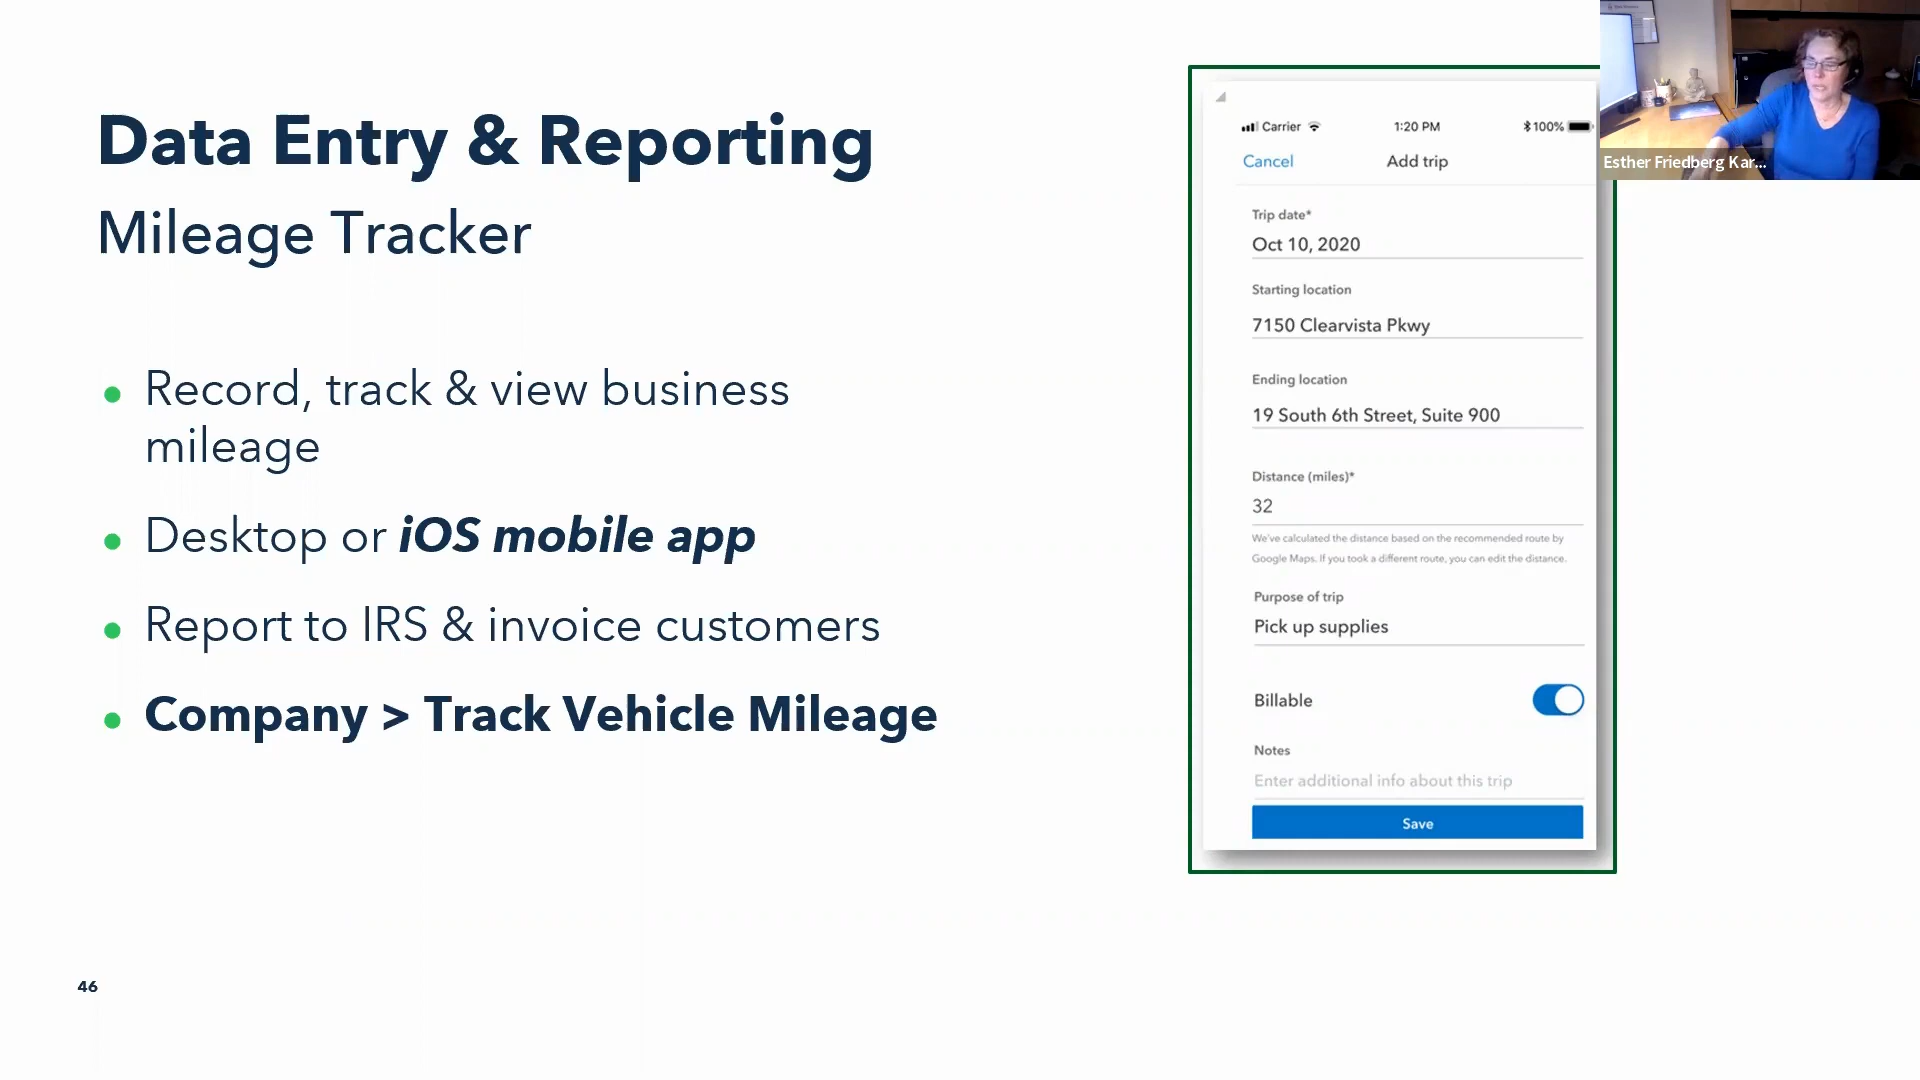 Data Entry & Reporting
Mileage Tracker
Record, track & view business
mileage
Desktop or iOS mobile app
Report to IRS & invoice customers
Company > Track Vehicle Mileage
46
Carrier
1:20 PM
100%
Cancel
Add trip
Trip date*
Oct 10, 2020
Starting location
7150 Clearvista Pkwy
Ending location
19 South 6th Street, Suite 900
Distance (miles)*
32
We've calculated the distance based on the recommended route by
Google Maps. If you took a different route, you can edit the distance.
Purpose of trip
Pick up supplies
Billable
Notes
Enter additional info about this trip
Save
Esther Friedberg Kar...